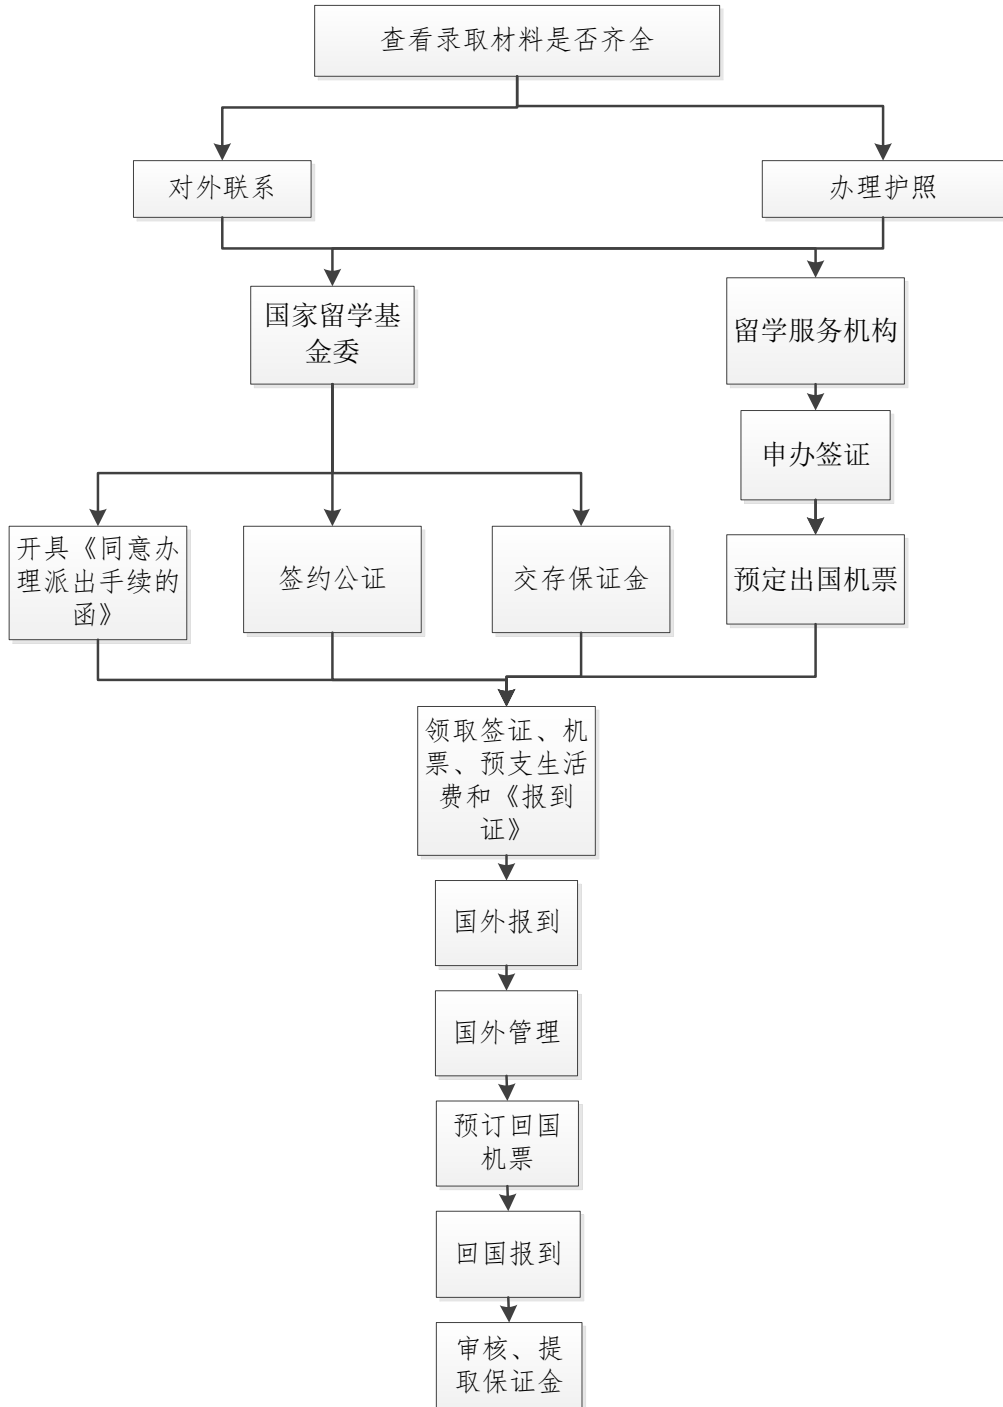 查看录取材料是否齐全
对外联系
办理护照
国家留学基
金委
留学服务机构
申办签证
开具《同意办
理派出手续的
函》
签约公证
交存保证金
预定出国机票
领取签证、机
票、预支生活
费和《报到
证》
国外报到
国外管理
预订回国
机票
回国报到
审核、提
取保证金